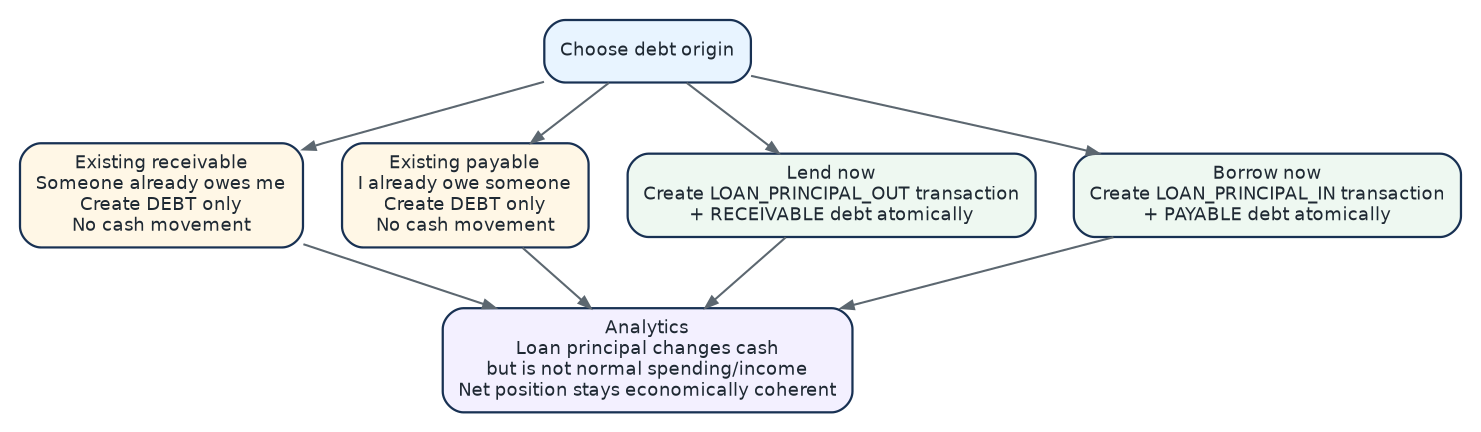 Choose debt origin
Existing receivable
Someone already owes me
Create DEBT only
No cash movement
Existing payable
I already owe someone
Create DEBT only
No cash movement
Lend now
Create LOAN_PRINCIPAL_OUT transaction
+ RECEIVABLE debt atomically
Borrow now
Create LOAN_PRINCIPAL_IN transaction
+ PAYABLE debt atomically
Analytics
Loan principal changes cash
but is not normal spending/income
Net position stays economically coherent